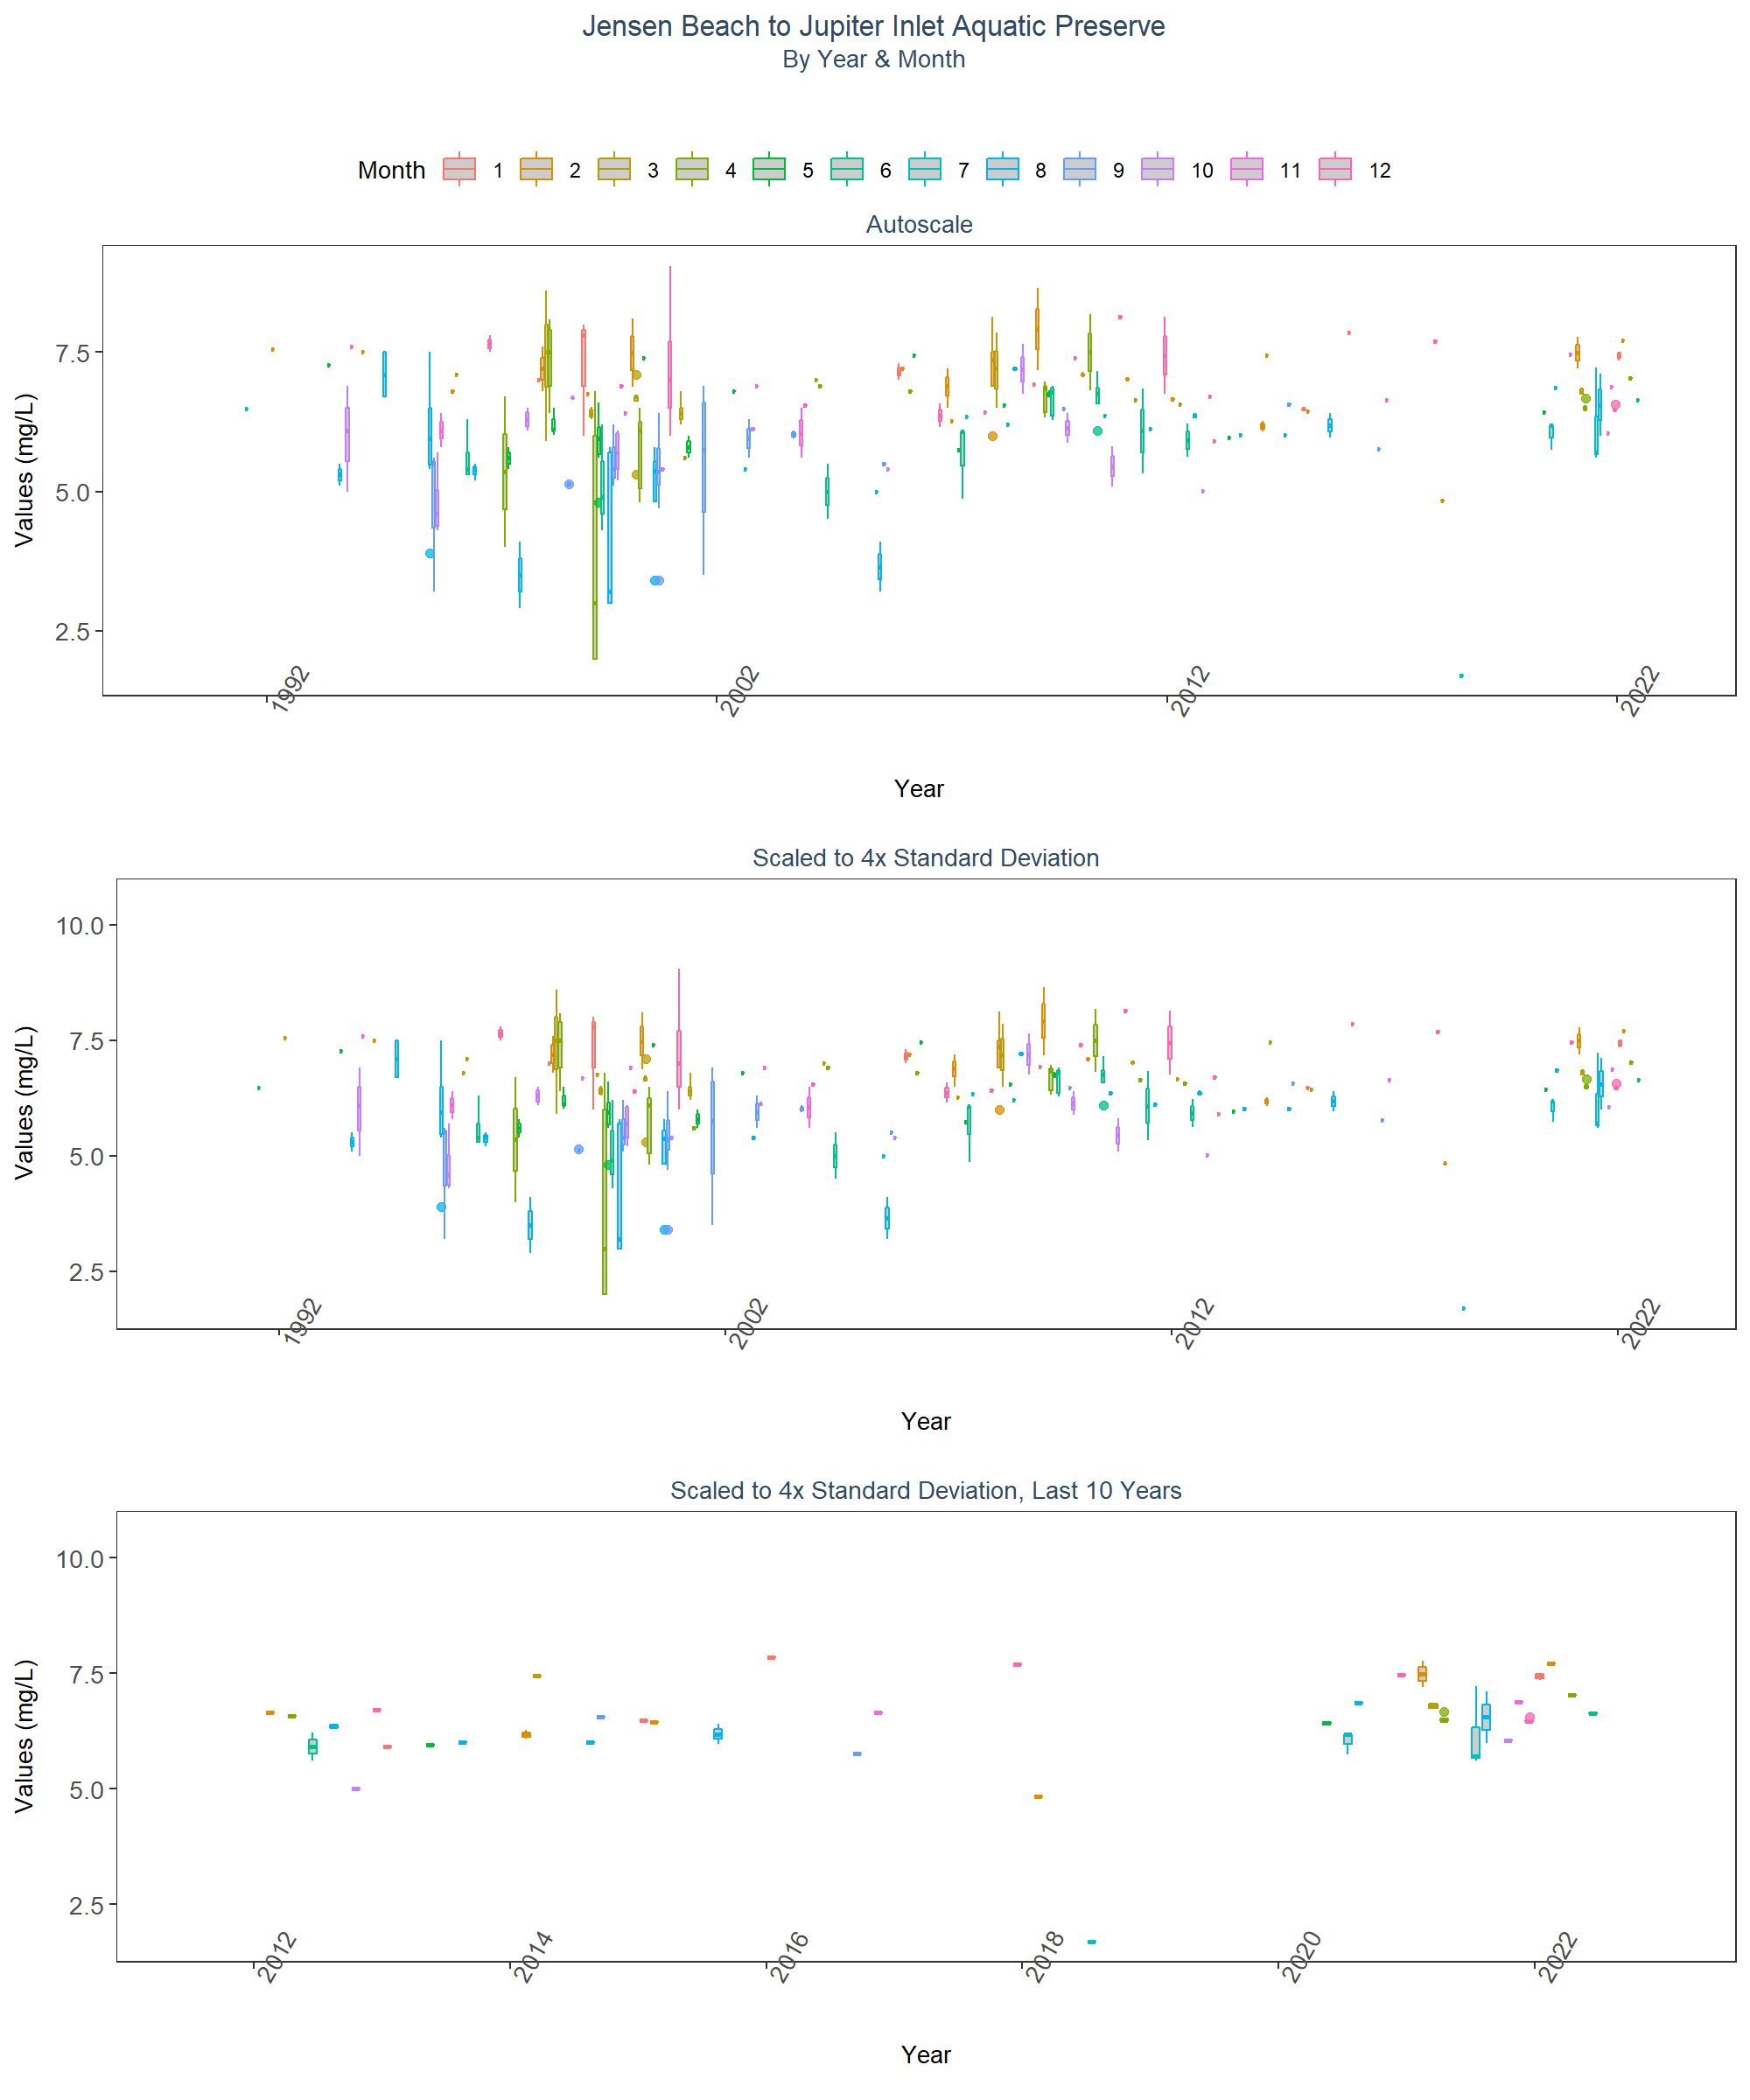 Jensen Beach to Jupiter Inlet Aquatic Preserve
By Year & Month
Month 1 2 3 4 5 6 7 8 9 10 11 12
Autoscale
Values (mg/L)
7.5
5.0
2.5
1992 2002 2012 2022
Year
Scaled to 4x Standard Deviation
Values (mg/L)
10.0
7.5
5.0
2.5
1992 2002 2012 2022
Year
Scaled to 4x Standard Deviation, Last 10 Years
Values (mg/L)
10.0
7.5
5.0
2.5
2012 2014 2016 2018 2020 2022
Year